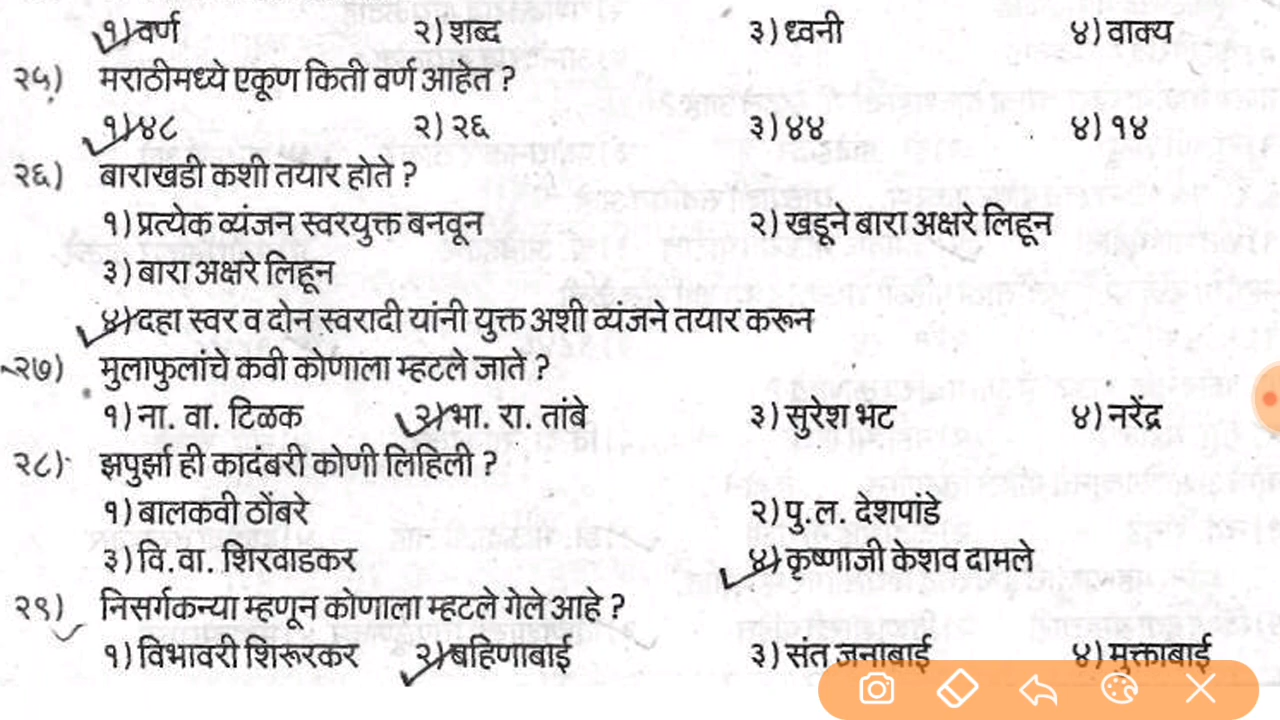 १) वर्ण २) शब्द ३) ध्वनी ४) वाक्य
२५) मराठीमध्ये एकूण किती वर्ण आहेत ?
१) ४८ २) २६ ३) ४४ ४) १४
२६) बाराखडी कशी तयार होते ?
१) प्रत्येक व्यंजन स्वरयुक्त बनवून २) खडूने बारा अक्षरे लिहून
३) बारा अक्षरे लिहून
४) दहा स्वर व दोन स्वरादी यांनी युक्त अशी व्यंजने तयार करून
२७) मुलाफुलांचे कवी कोणाला म्हटले जाते ?
१) ना. वा. टिळक २) भा. रा. तांबे ३) सुरेश भट ४) नरेंद्र
२८) झपुर्झा ही कादंबरी कोणी लिहिली ?
१) बालकवी ठोंबरे २) पु.ल. देशपांडे
३) वि.वा. शिरवाडकर ४) कृष्णाजी केशव दामले
२९) निसर्गकन्या म्हणून कोणाला म्हटले गेले आहे ?
१) विभावरी शिरूरकर २) बहिणाबाई ३) संत जनाबाई ४) मुक्ताबाई